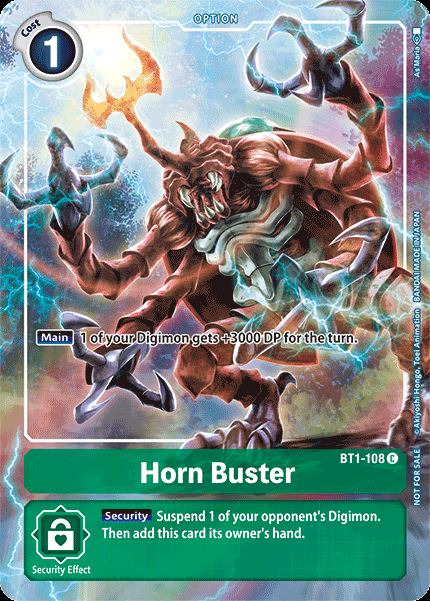 OPTION
Cost
1
As'Maria
Main 1 of your Digimon gets +3000 DP for the turn.
© Akiyoshi Hongo, Toei Animation BANDAI MADE IN JAPAN
NOT FOR SALE
BT1-108 C
Horn Buster
Security Suspend 1 of your opponent's Digimon.
Then add this card its owner's hand.
Security Effect